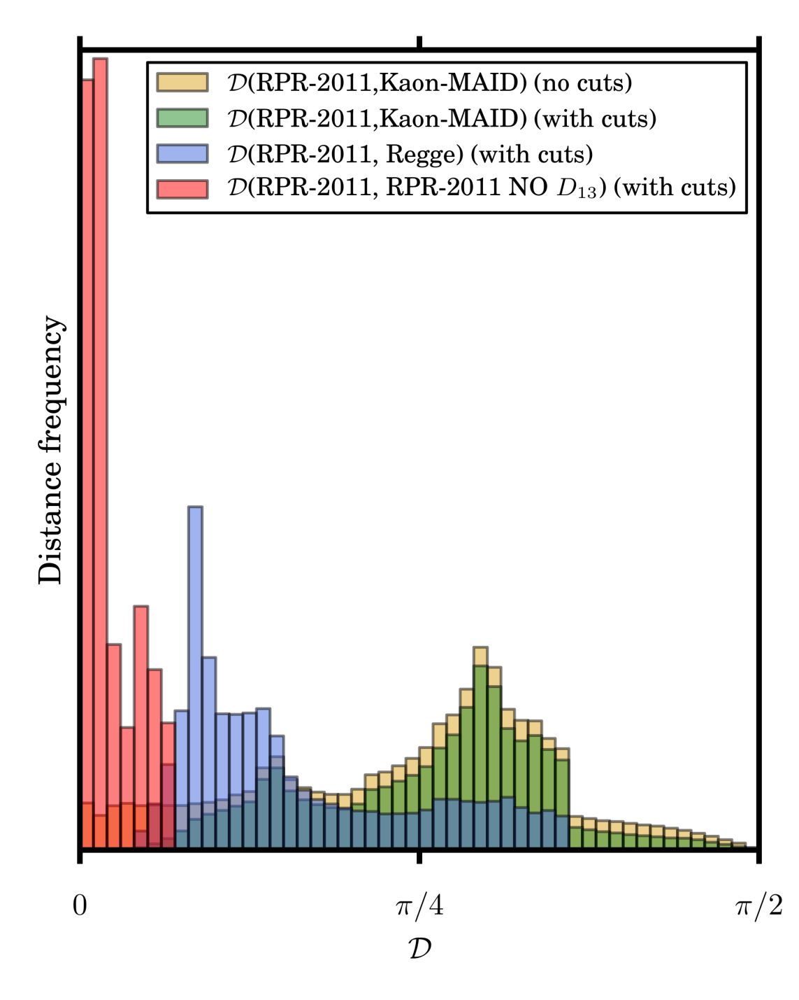 𝒟(RPR-2011,Kaon-MAID) (no cuts)
𝒟(RPR-2011,Kaon-MAID) (with cuts)
𝒟(RPR-2011, Regge) (with cuts)
𝒟(RPR-2011, RPR-2011 NO D₁₃) (with cuts)
Distance frequency
0 π/4 π/2
𝒟